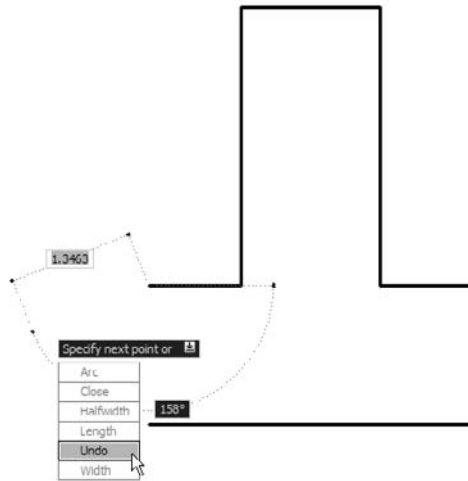 1.3463
Specify next point or
Arc
Close
Halfwidth
158°
Length
Undo
Width